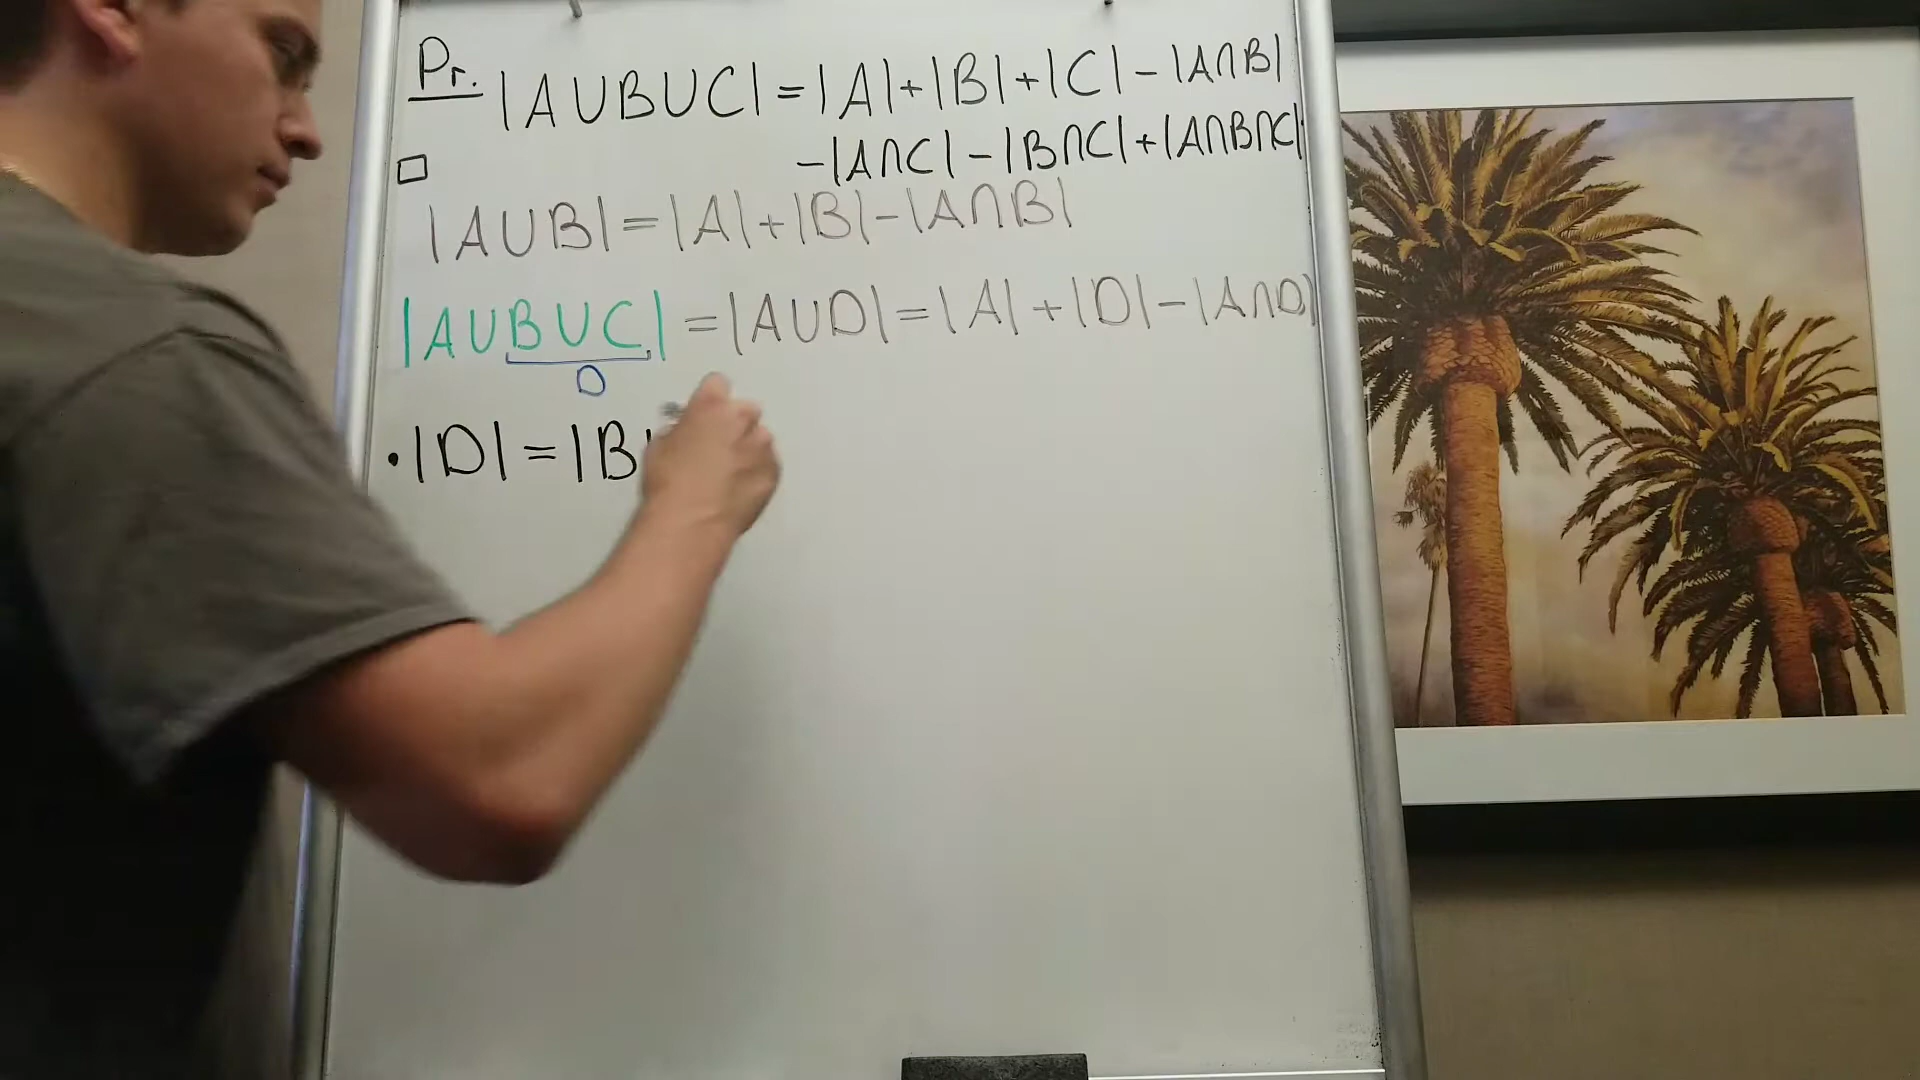 Pr. |A∪B∪C| = |A|+|B|+|C|-|A∩B|
-|A∩C|-|B∩C|+|A∩B∩C|
|A∪B|=|A|+|B|-|A∩B|
|A∪B∪C| =|A∪D|=|A|+|D|-|A∩D|
D
•|D|=|B